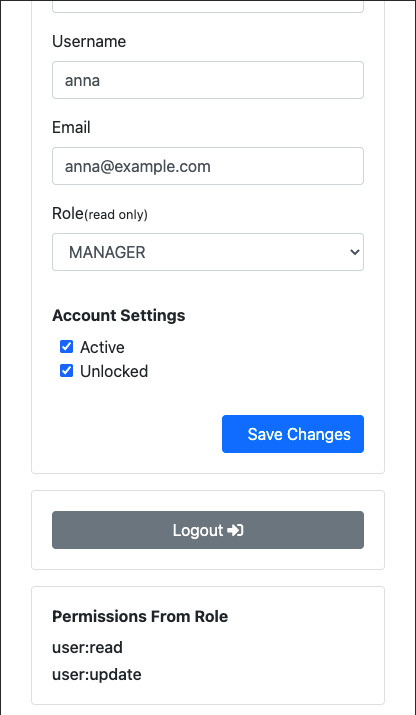 Username
anna
Email
anna@example.com
Role(read only)
MANAGER
Account Settings
Active
Unlocked
Save Changes
Logout
Permissions From Role
user:read
user:update